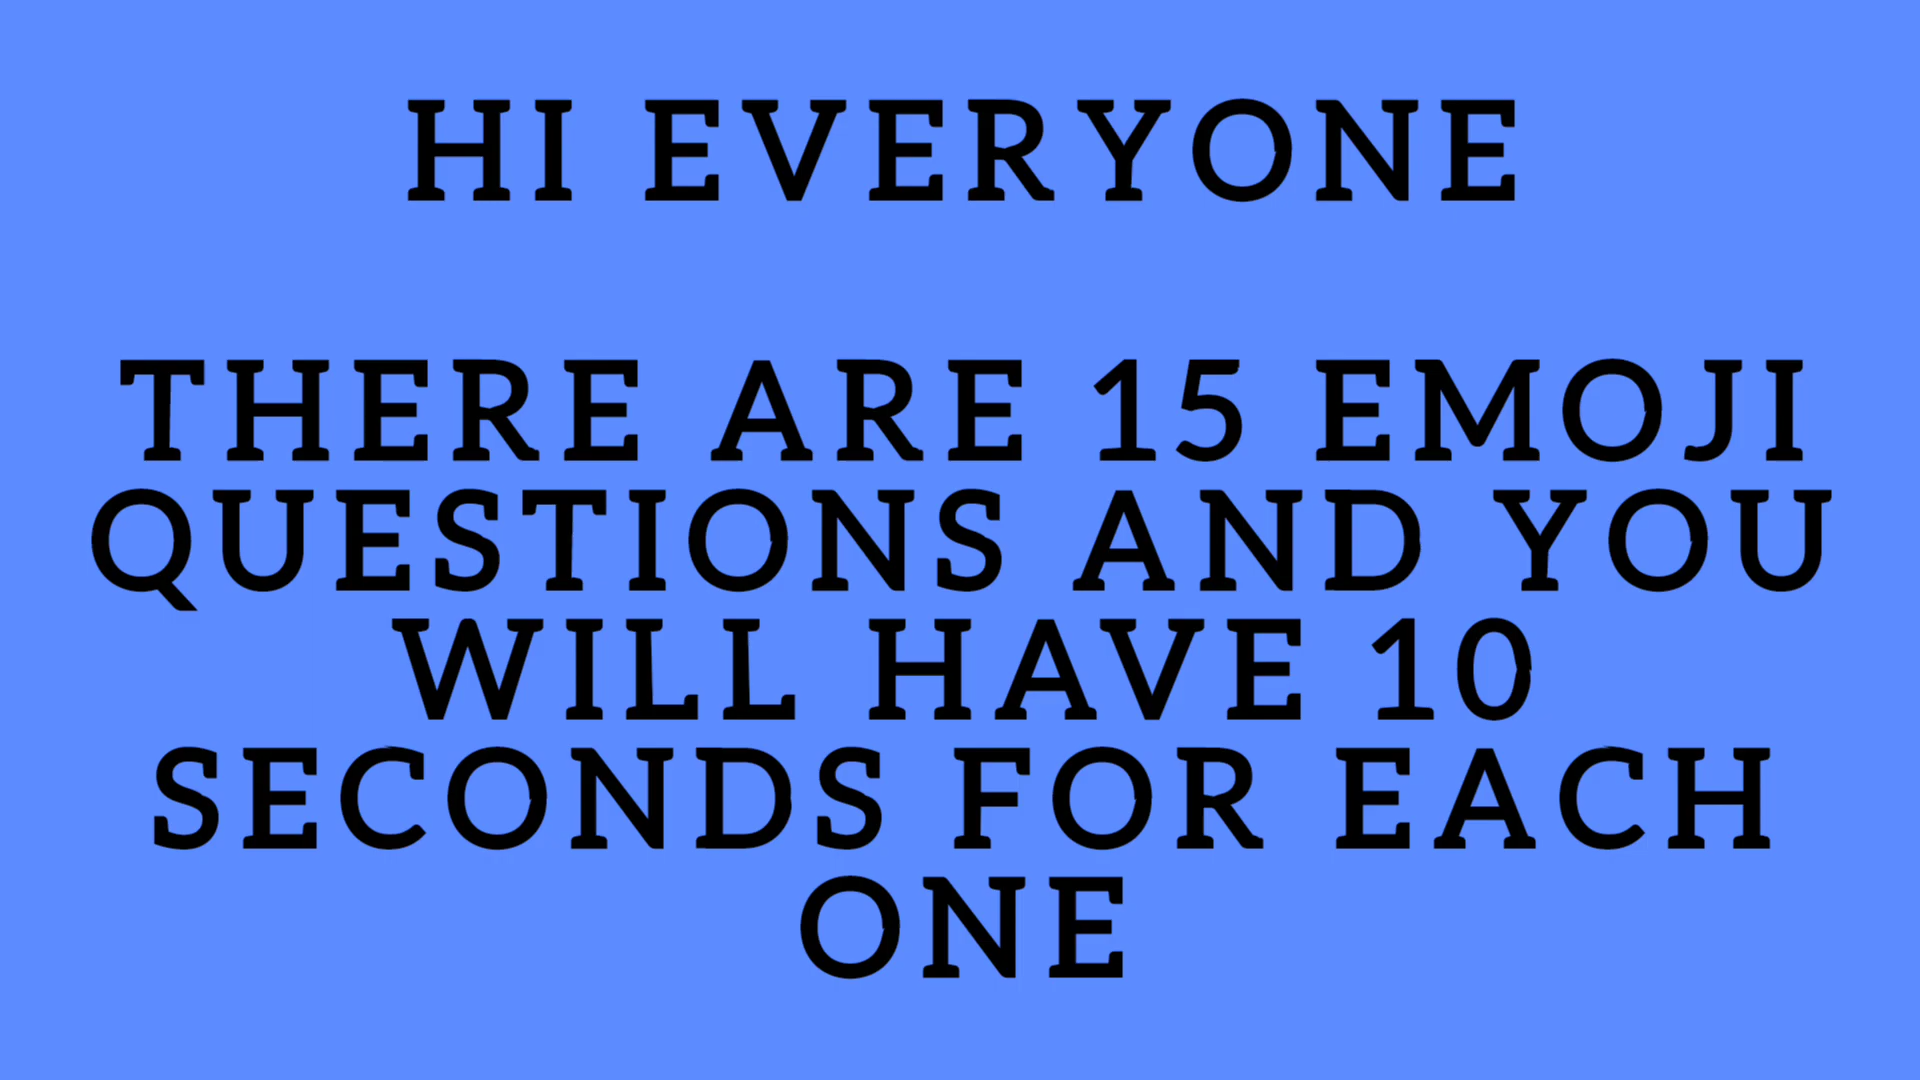 HI EVERYONE
THERE ARE 15 EMOJI
QUESTIONS AND YOU
WILL HAVE 10
SECONDS FOR EACH
ONE